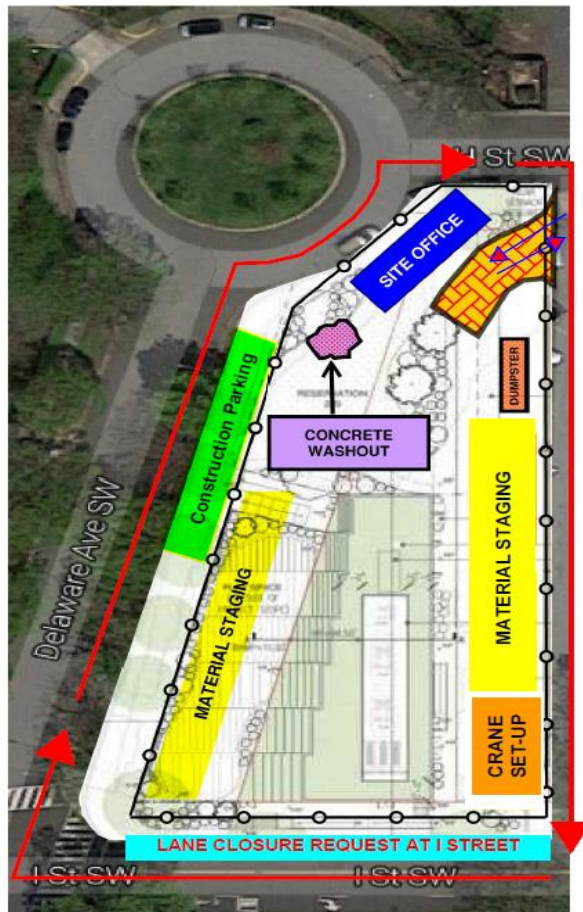 H St SW
SITE OFFICE
DUMPSTER
Construction Parking
RESERVATION
CONCRETE
WASHOUT
MATERIAL STAGING
Delaware Ave SW
MATERIAL STAGING
CRANE
SET-UP
LANE CLOSURE REQUEST AT I STREET
I St SW
I St SW